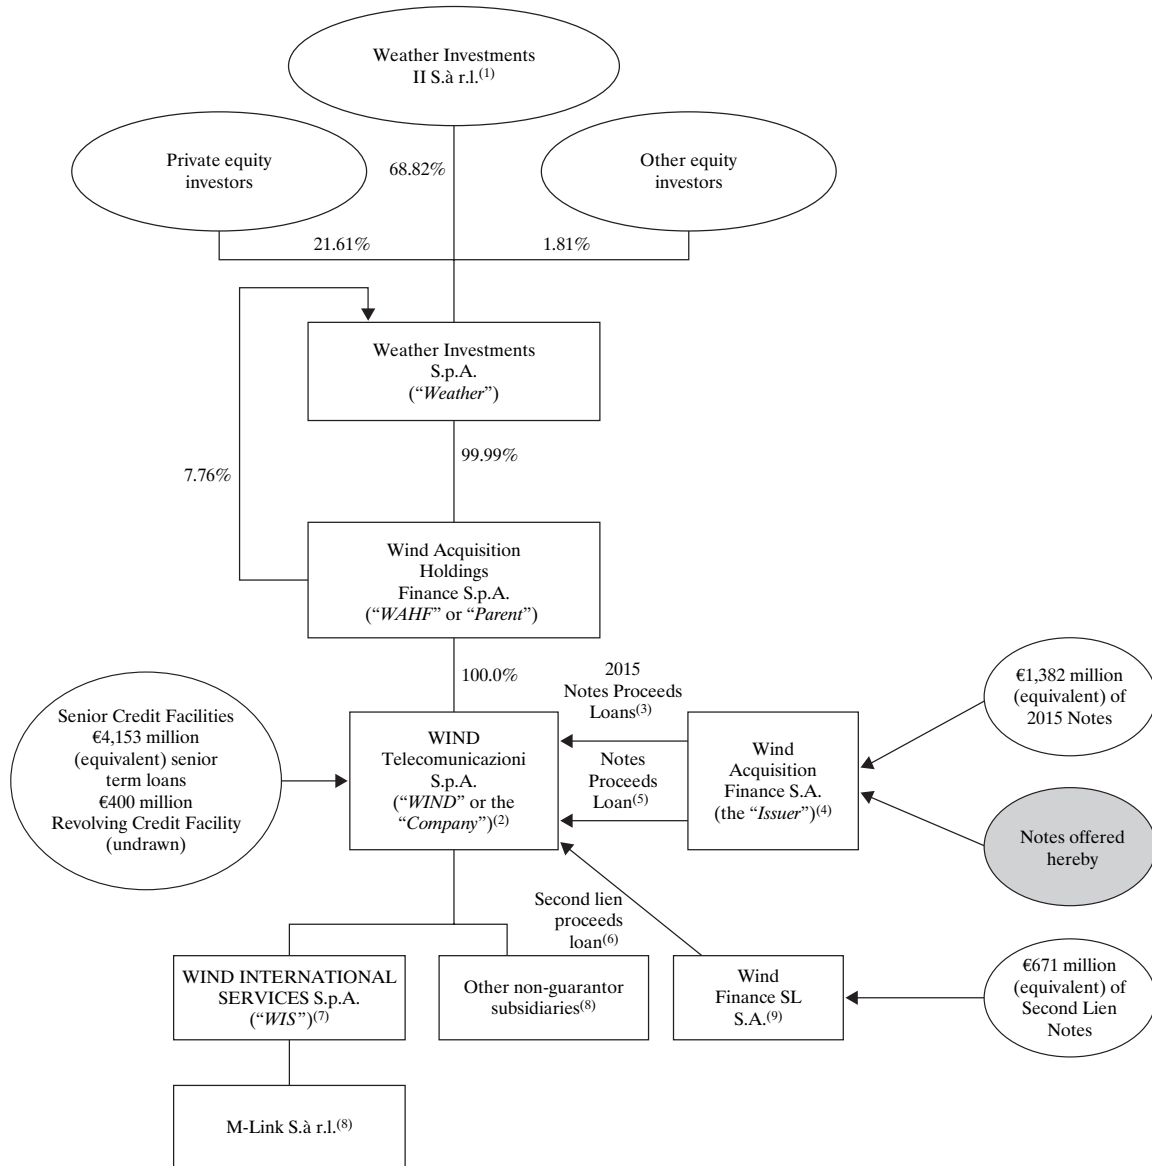 Weather Investments
II S.à r.l.(1)
Private equity
investors
68.82%
Other equity
investors
21.61%
1.81%
Weather Investments
S.p.A.
(“Weather”)
7.76%
99.99%
Wind Acquisition
Holdings
Finance S.p.A.
(“WAHF” or “Parent”)
100.0%
2015
Notes Proceeds
Loans(3)
€1,382 million
(equivalent) of
2015 Notes
Senior Credit Facilities
€4,153 million
(equivalent) senior
term loans
€400 million
Revolving Credit Facility
(undrawn)
WIND
Telecomunicazioni
S.p.A.
(“WIND” or the
“Company”)(2)
Notes
Proceeds
Loan(5)
Wind
Acquisition
Finance S.A.
(the “Issuer”)(4)
Notes offered
hereby
Second lien
proceeds
loan(6)
WIND INTERNATIONAL
SERVICES S.p.A.
(“WIS”)(7)
Other non-guarantor
subsidiaries(8)
Wind
Finance SL
S.A.(9)
€671 million
(equivalent) of
Second Lien
Notes
M-Link S.à r.l.(8)